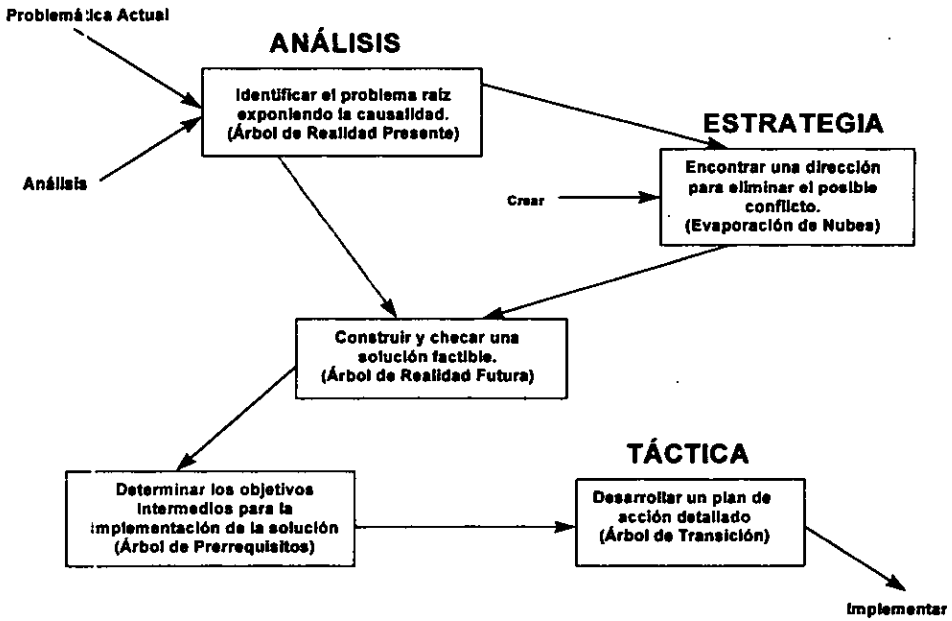 Problemática Actual
ANÁLISIS
Identificar el problema raíz
exponiendo la causalidad.
(Árbol de Realidad Presente)
ESTRATEGIA
Análisis
Crear
Encontrar una dirección
para eliminar el posible
conflicto.
(Evaporación de Nubes)
Construir y checar una
solución factible.
(Árbol de Realidad Futura)
TÁCTICA
Determinar los objetivos
intermedios para la
implementación de la solución
(Árbol de Prerrequisitos)
Desarrollar un plan de
acción detallado
(Árbol de Transición)
Implementar